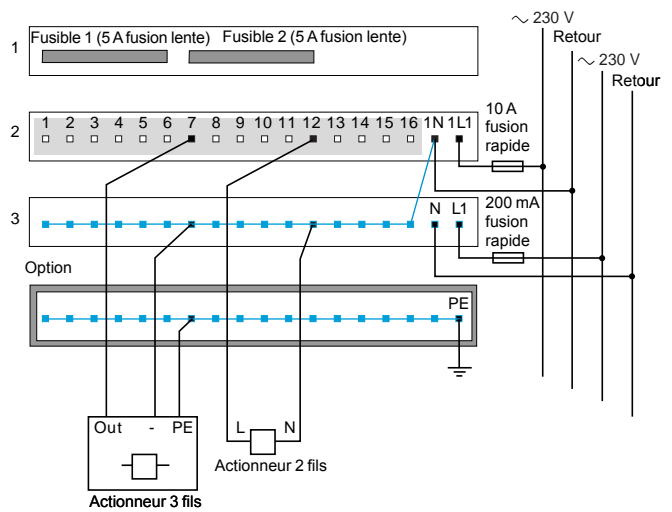 ∼ 230 V
Retour
∼ 230 V
Retour
1
Fusible 1 (5 A fusion lente) Fusible 2 (5 A fusion lente)
2
1 2 3 4 5 6 7 8 9 10 11 12 13 14 15 16 1N 1L1
10 A
fusion
rapide
3
N L1
200 mA
fusion
rapide
Option
PE
Out - PE
L N
Actionneur 2 fils
Actionneur 3 fils